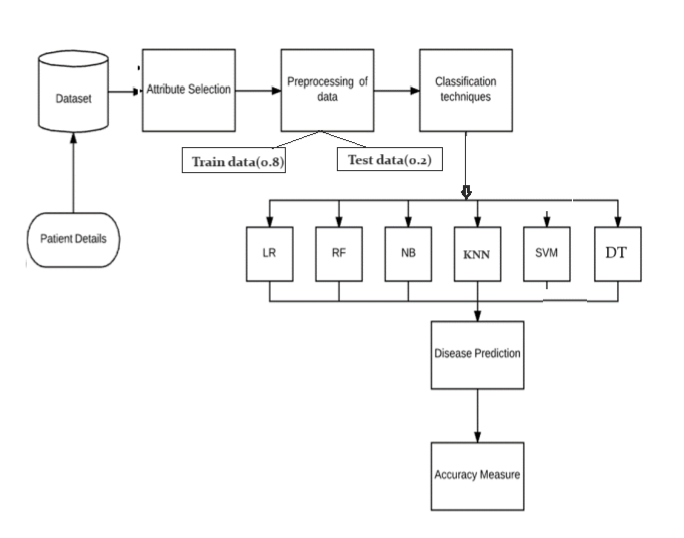 Dataset
Attribute Selection
Preprocessing of
data
Classification
techniques
Train data(0.8)
Test data(0.2)
Patient Details
LR
RF
NB
KNN
SVM
DT
Disease Prediction
Accuracy Measure